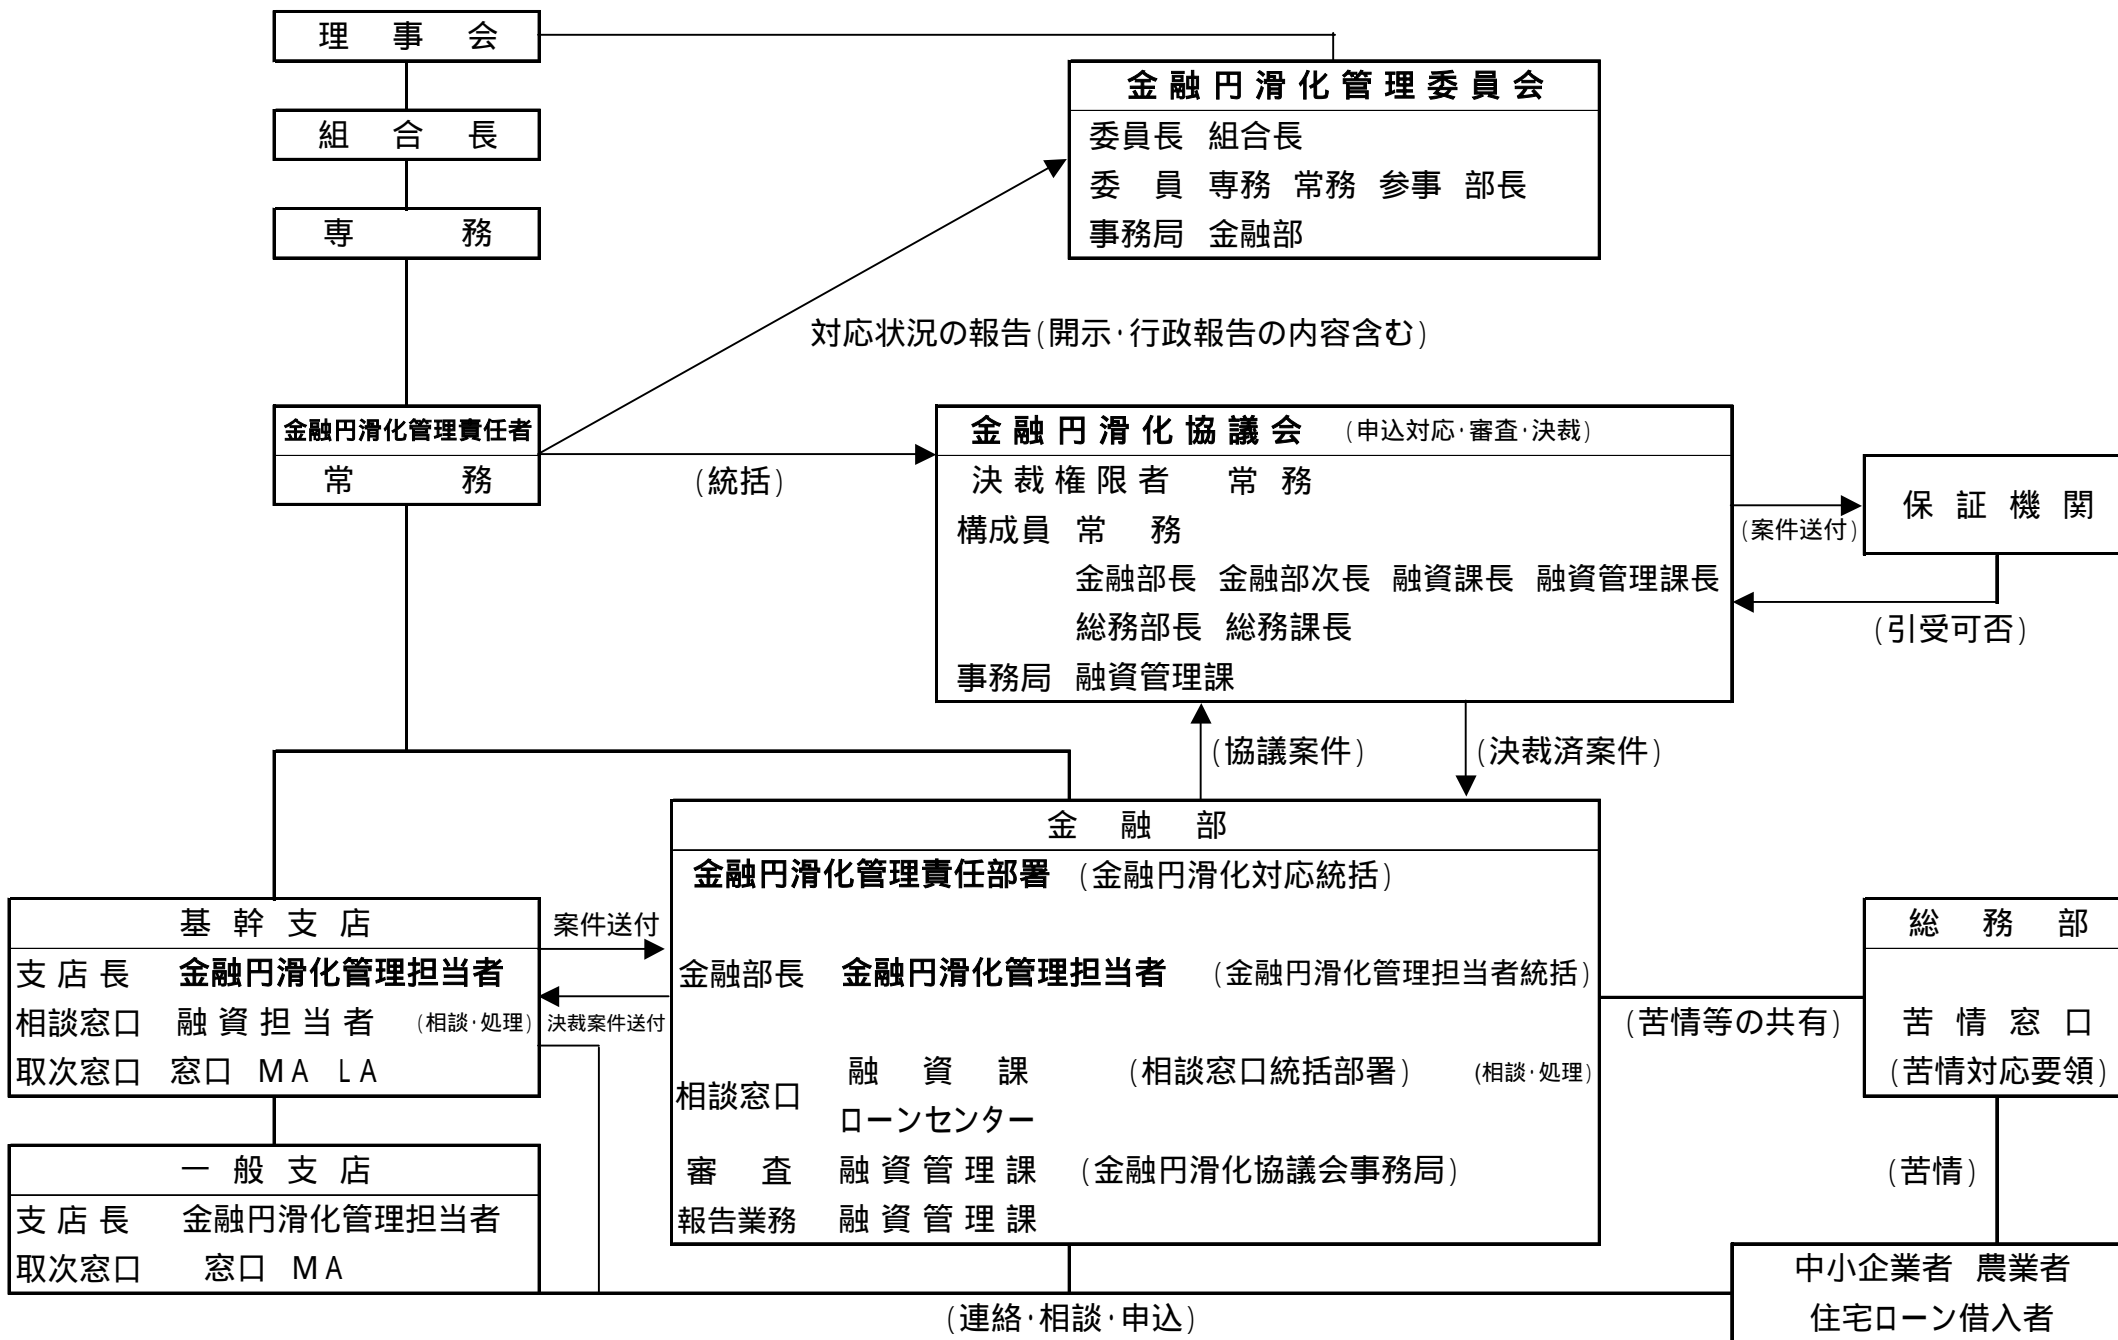 理事会
金融円滑化管理委員会
組合長
委員長 組合長
委員 専務 常務 参事 部長
専務
事務局 金融部
対応状況の報告(開示･行政報告の内容含む)
金融円滑化管理責任者
常務
(統括)
金融円滑化協議会 (申込対応･審査･決裁)
決裁権限者 常務
構成員 常務
金融部長 金融部次長 融資課長 融資管理課長
総務部長 総務課長
事務局 融資管理課
保証機関
(案件送付)
(引受可否)
(協議案件)
(決裁済案件)
金融部
金融円滑化管理責任部署 (金融円滑化対応統括)
金融部長 金融円滑化管理担当者 (金融円滑化管理担当者統括)
相談窓口 融資課 (相談窓口統括部署) (相談･処理)
ローンセンター
審査 融資管理課 (金融円滑化協議会事務局)
報告業務 融資管理課
基幹支店
支店長 金融円滑化管理担当者
相談窓口 融資担当者 (相談･処理)
取次窓口 窓口 MA LA
案件送付
決裁案件送付
一般支店
支店長 金融円滑化管理担当者
取次窓口 窓口 MA
(苦情等の共有)
総務部
苦情窓口
(苦情対応要領)
(苦情)
中小企業者 農業者
住宅ローン借入者
(連絡･相談･申込)